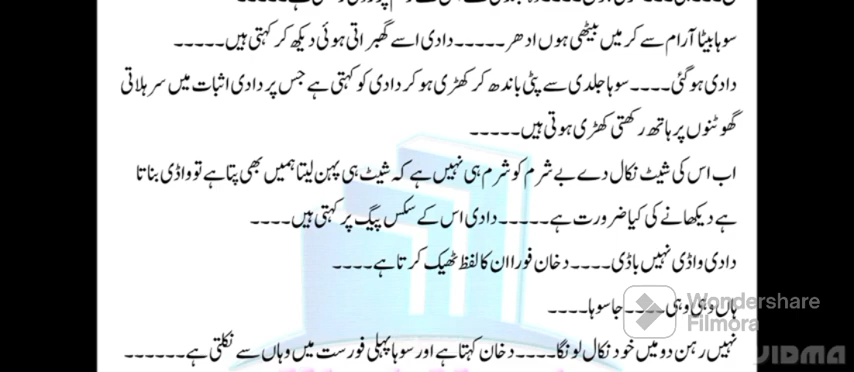 سوہا بیٹا آرام سے کر میں بیٹھی ہوں ادھر۔۔۔۔۔دادی اسے گھبراتی ہوئی دیکھ کر کہتی ہیں۔۔۔۔۔
دادی ہو گئی۔۔۔۔سوہا جلدی سے پٹی باندھ کر کھڑی ہو کر دادی کو کہتی ہے جس پر دادی اثبات میں سر ہلاتی
گھوٹنوں پر ہاتھ رکھتی کھڑی ہوتی ہیں۔۔۔۔۔
اب اس کی شیٹ نکال دے بے شرم کو شرم ہی نہیں ہے کہ شیٹ ہی پہن لیتا ہمیں بھی پتا ہے تو واڈی بناتا
ہے دیکھانے کی کیا ضرورت ہے۔۔۔۔۔دادی اس کے سکس پیگ پر کہتی ہیں۔۔۔۔
دادی واڈی نہیں باڈی۔۔۔۔دخان فورا ان کا لفظ ٹھیک کرتا ہے۔۔۔۔
ہاں وہی وہی۔۔۔۔جا سوہا۔۔۔۔
Wondershare
Filmora
نہیں رہن دو میں خود نکال لونگا۔۔۔۔دخان کہتا ہے اور سوہا پہلی فورست میں وہاں سے نکلتی ہے۔۔۔۔۔۔
VIDMA